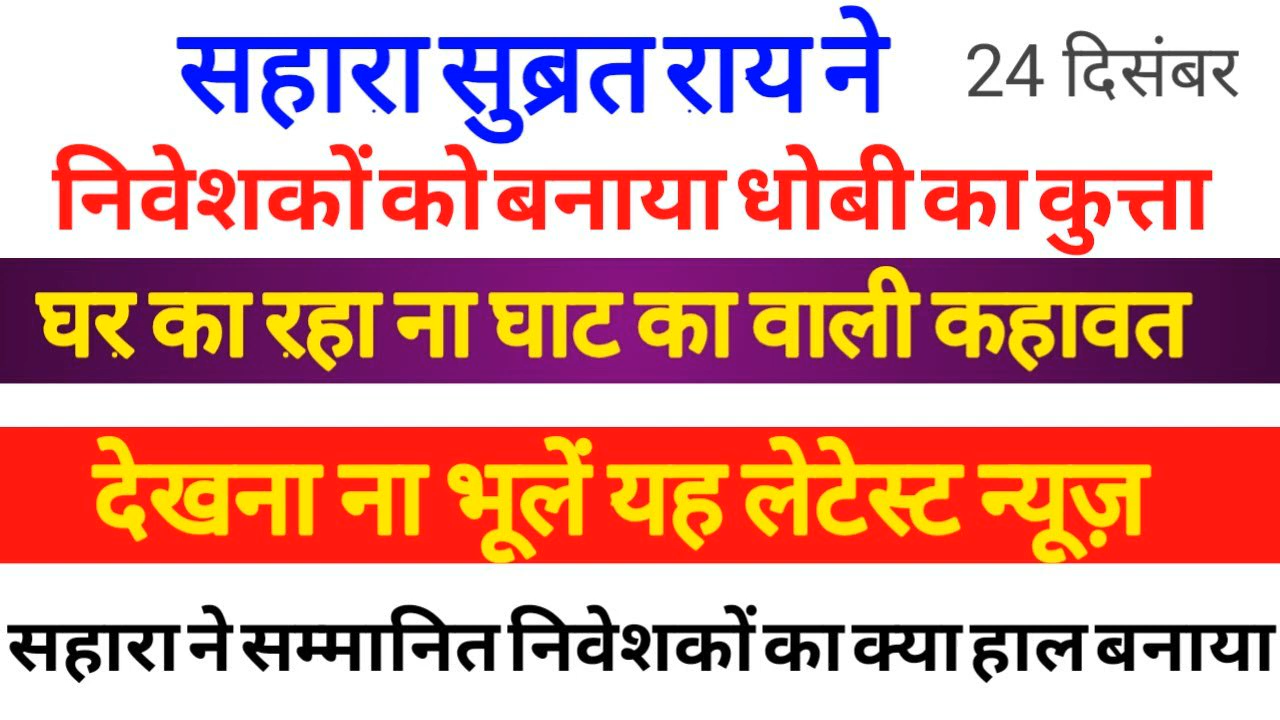 सहारा सुब्रत राय ने 24 दिसंबर
निवेशकों को बनाया धोबी का कुत्ता
घर का रहा ना घाट का वाली कहावत
देखना ना भूलें यह लेटेस्ट न्यूज़
सहारा ने सम्मानित निवेशकों का क्या हाल बनाया